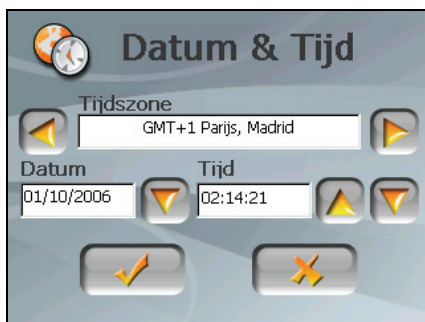 Datum & Tijd
Tijdszone
GMT+1 Parijs, Madrid
Datum Tijd
01/10/2006 02:14:21